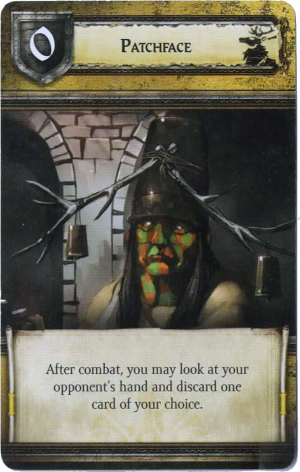 0
PATCHFACE
After combat, you may look at your
opponent's hand and discard one
card of your choice.